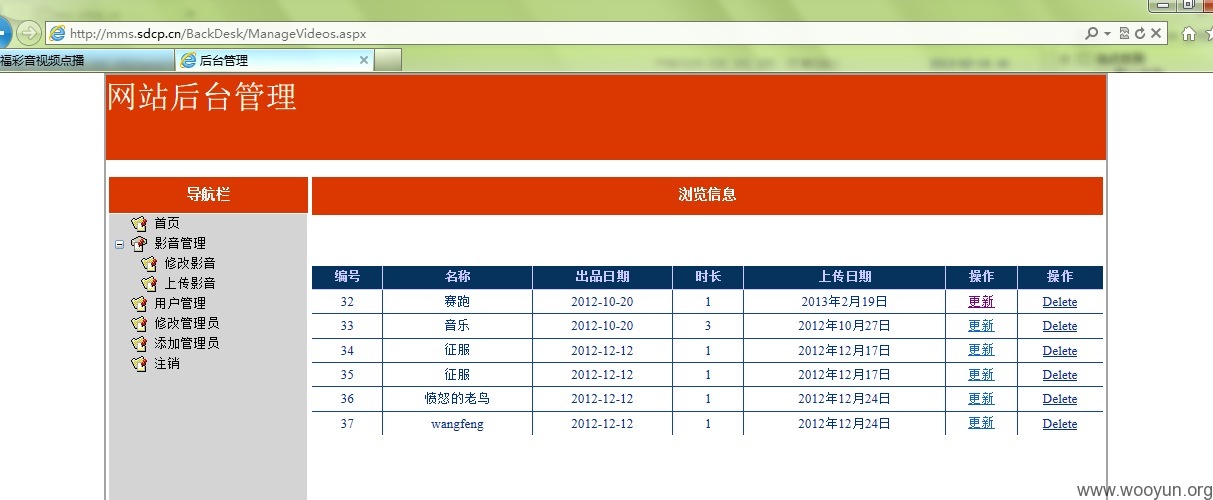 http://mms.sdcp.cn/BackDesk/ManageVideos.aspx
福彩音视频点播 后台管理
网站后台管理
导航栏 浏览信息
首页
影音管理
修改影音
上传影音
用户管理
修改管理员
添加管理员
注销
编号 名称 出品日期 时长 上传日期 操作 操作
32 赛跑 2012-10-20 1 2013年2月19日 更新 Delete
33 音乐 2012-10-20 3 2012年10月27日 更新 Delete
34 征服 2012-12-12 1 2012年12月17日 更新 Delete
35 征服 2012-12-12 1 2012年12月17日 更新 Delete
36 愤怒的老鸟 2012-12-12 1 2012年12月24日 更新 Delete
37 wangfeng 2012-12-12 1 2012年12月24日 更新 Delete
www.wooyun.org